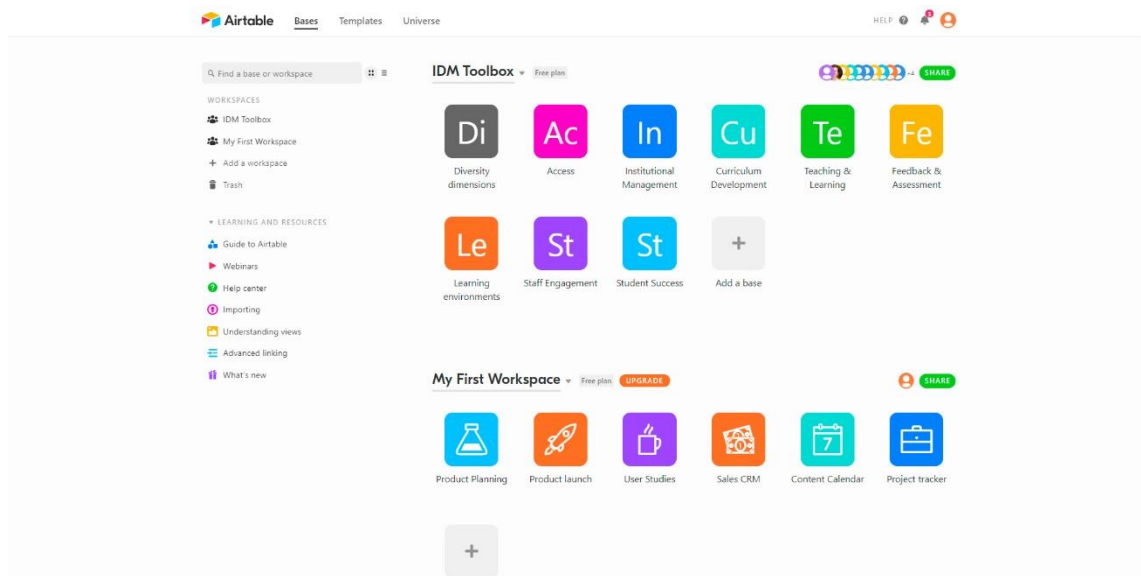 Airtable Bases Templates Universe HELP
Find a base or workspace
WORKSPACES
IDM Toolbox
My First Workspace
+ Add a workspace
Trash
LEARNING AND RESOURCES
Guide to Airtable
Webinars
Help center
Importing
Understanding views
Advanced linking
What's new
IDM Toolbox Free plan +4 SHARE
Di Ac In Cu Te Fe
Diversity dimensions
Access
Institutional Management
Curriculum Development
Teaching & Learning
Feedback & Assessment
Le St St +
Learning environments
Staff Engagement
Student Success
Add a base
My First Workspace Free plan UPGRADE SHARE
7
Product Planning
Product launch
User Studies
Sales CRM
Content Calendar
Project tracker
+